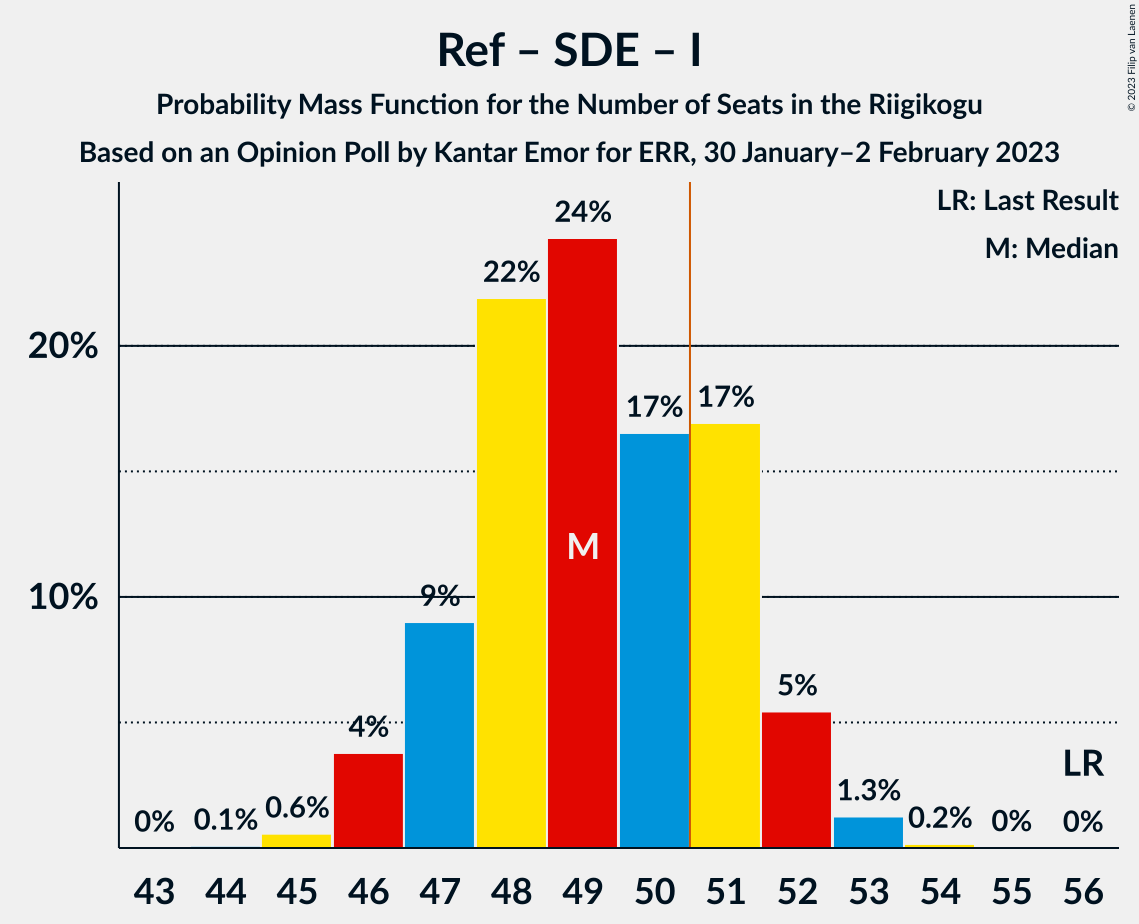 Ref – SDE – I
Probability Mass Function for the Number of Seats in the Riigikogu
Based on an Opinion Poll by Kantar Emor for ERR, 30 January–2 February 2023
© 2023 Filip van Laenen
LR: Last Result
M: Median
20%
10%
0%
0.1%
0.6%
4%
9%
22%
24%
17%
17%
5%
1.3%
0.2%
0%
0%
M
LR
43 44 45 46 47 48 49 50 51 52 53 54 55 56